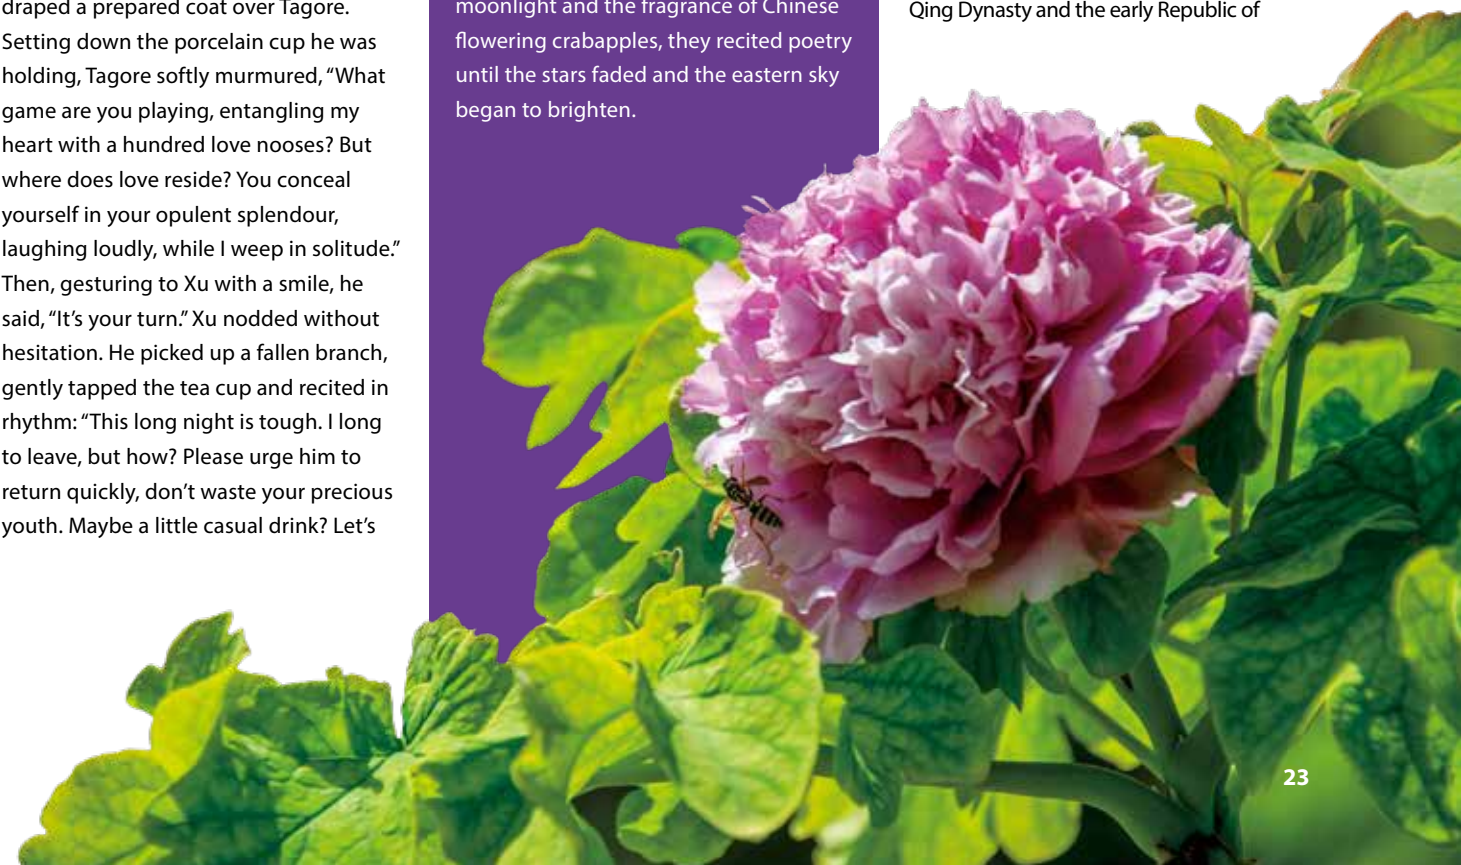 draped a prepared coat over Tagore.
Setting down the porcelain cup he was
holding, Tagore softly murmured, “What
game are you playing, entangling my
heart with a hundred love nooses? But
where does love reside? You conceal
yourself in your opulent splendour,
laughing loudly, while I weep in solitude.”
Then, gesturing to Xu with a smile, he
said, “It’s your turn.” Xu nodded without
hesitation. He picked up a fallen branch,
gently tapped the tea cup and recited in
rhythm: “This long night is tough. I long
to leave, but how? Please urge him to
return quickly, don’t waste your precious
youth. Maybe a little casual drink? Let’s
moonlight and the fragrance of Chinese
flowering crabapples, they recited poetry
until the stars faded and the eastern sky
began to brighten.
Qing Dynasty and the early Republic of
23